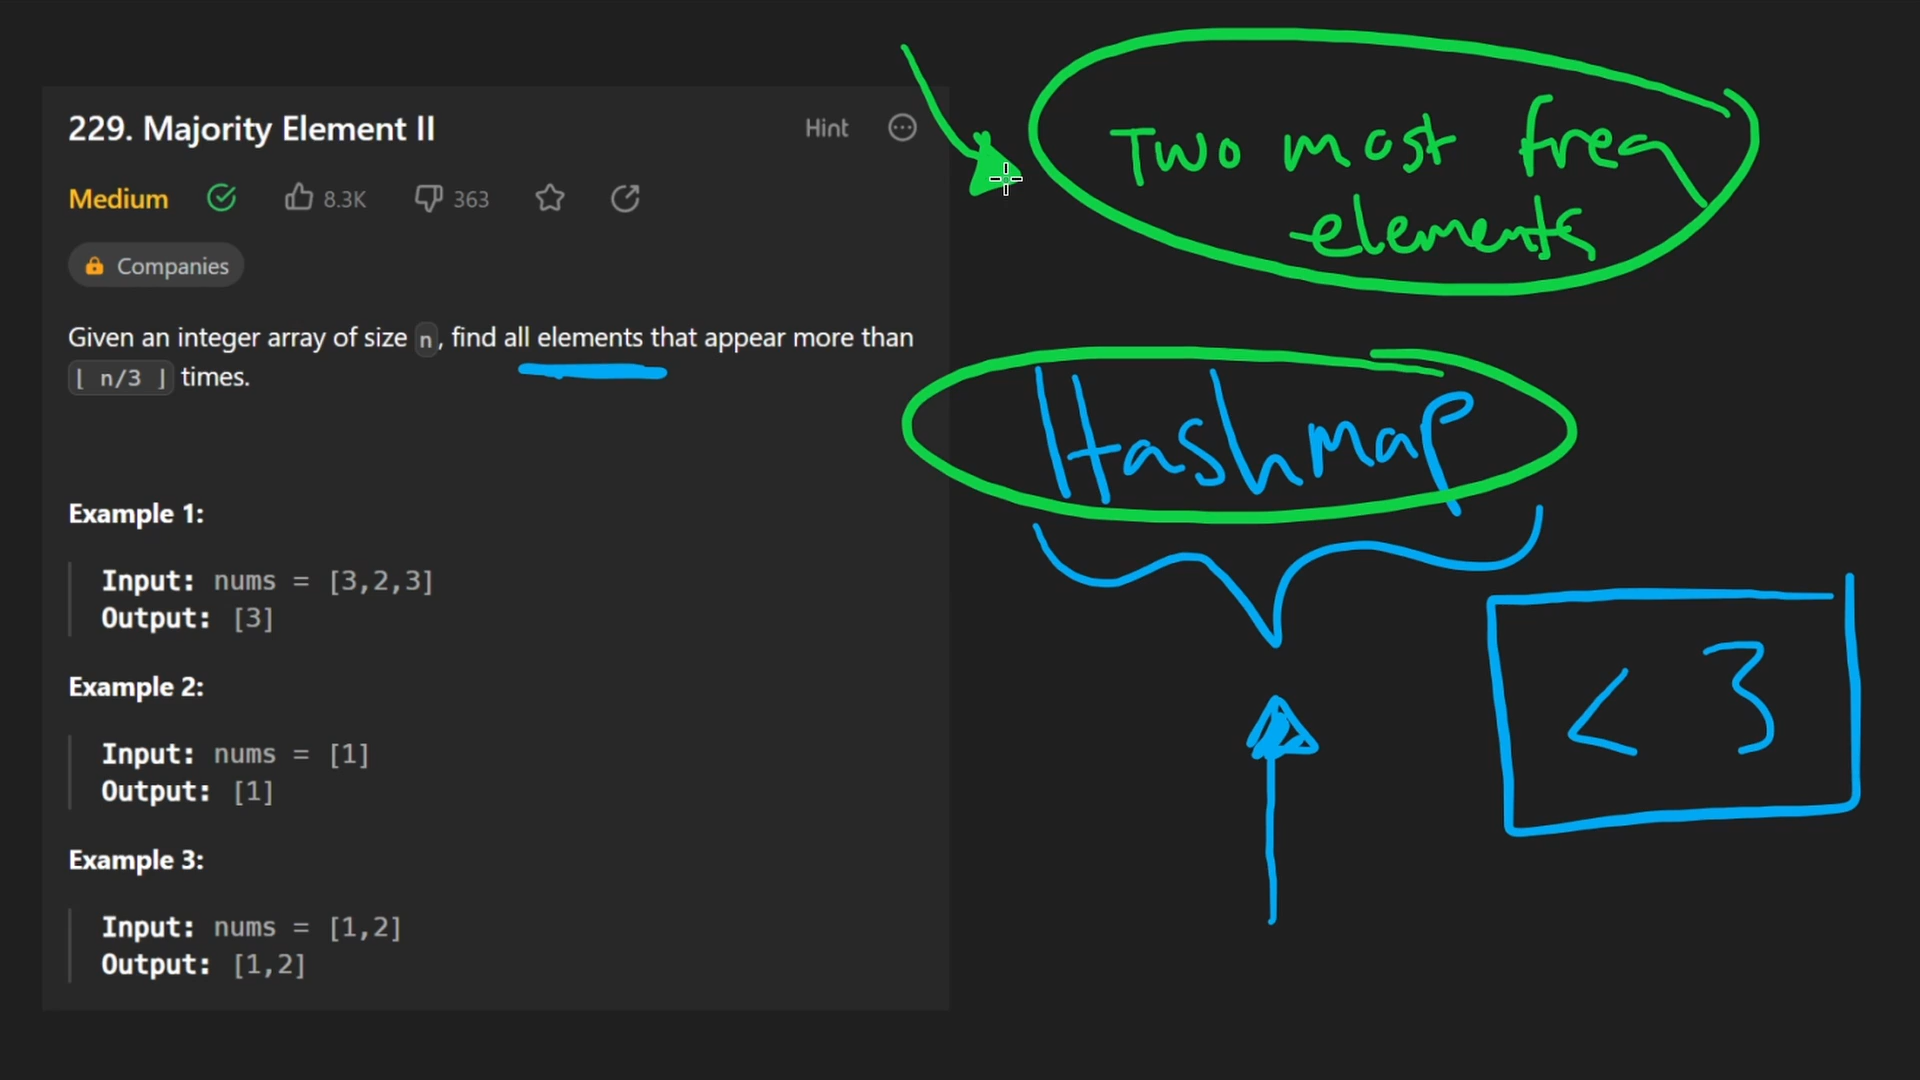 229. Majority Element II
Hint
Medium
8.3K
363
Companies
Given an integer array of size n, find all elements that appear more than
⌊ n/3 ⌋ times.
Example 1:
Input: nums = [3,2,3]
Output: [3]
Example 2:
Input: nums = [1]
Output: [1]
Example 3:
Input: nums = [1,2]
Output: [1,2]
Two most freq
elements
Hashmap
< 3